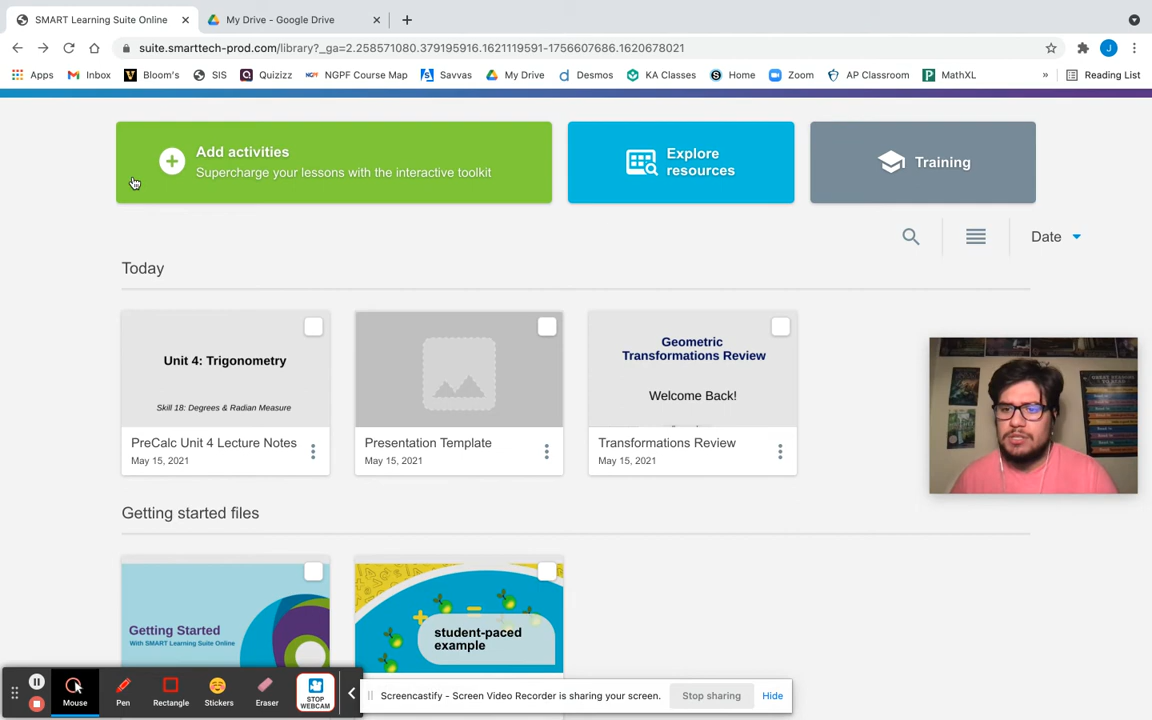 SMART Learning Suite Online
My Drive - Google Drive
suite.smarttech-prod.com/library?_ga=2.258571080.379195916.1621119591-1756607686.1620678021
J
Apps
Inbox
Bloom's
SIS
Quizizz
NGPF Course Map
Savvas
My Drive
Desmos
KA Classes
Home
Zoom
AP Classroom
MathXL
»
Reading List
Add activities
Supercharge your lessons with the interactive toolkit
Explore
resources
Training
Date
Today
Unit 4: Trigonometry
Skill 18: Degrees & Radian Measure
PreCalc Unit 4 Lecture Notes
May 15, 2021
Presentation Template
May 15, 2021
Geometric
Transformations Review
Welcome Back!
Transformations Review
May 15, 2021
Getting started files
Getting Started
With SMART Learning Suite Online
student-paced
example
Mouse
Pen
Rectangle
Stickers
Eraser
STOP
WEBCAM
Screencastify - Screen Video Recorder is sharing your screen.
Stop sharing
Hide